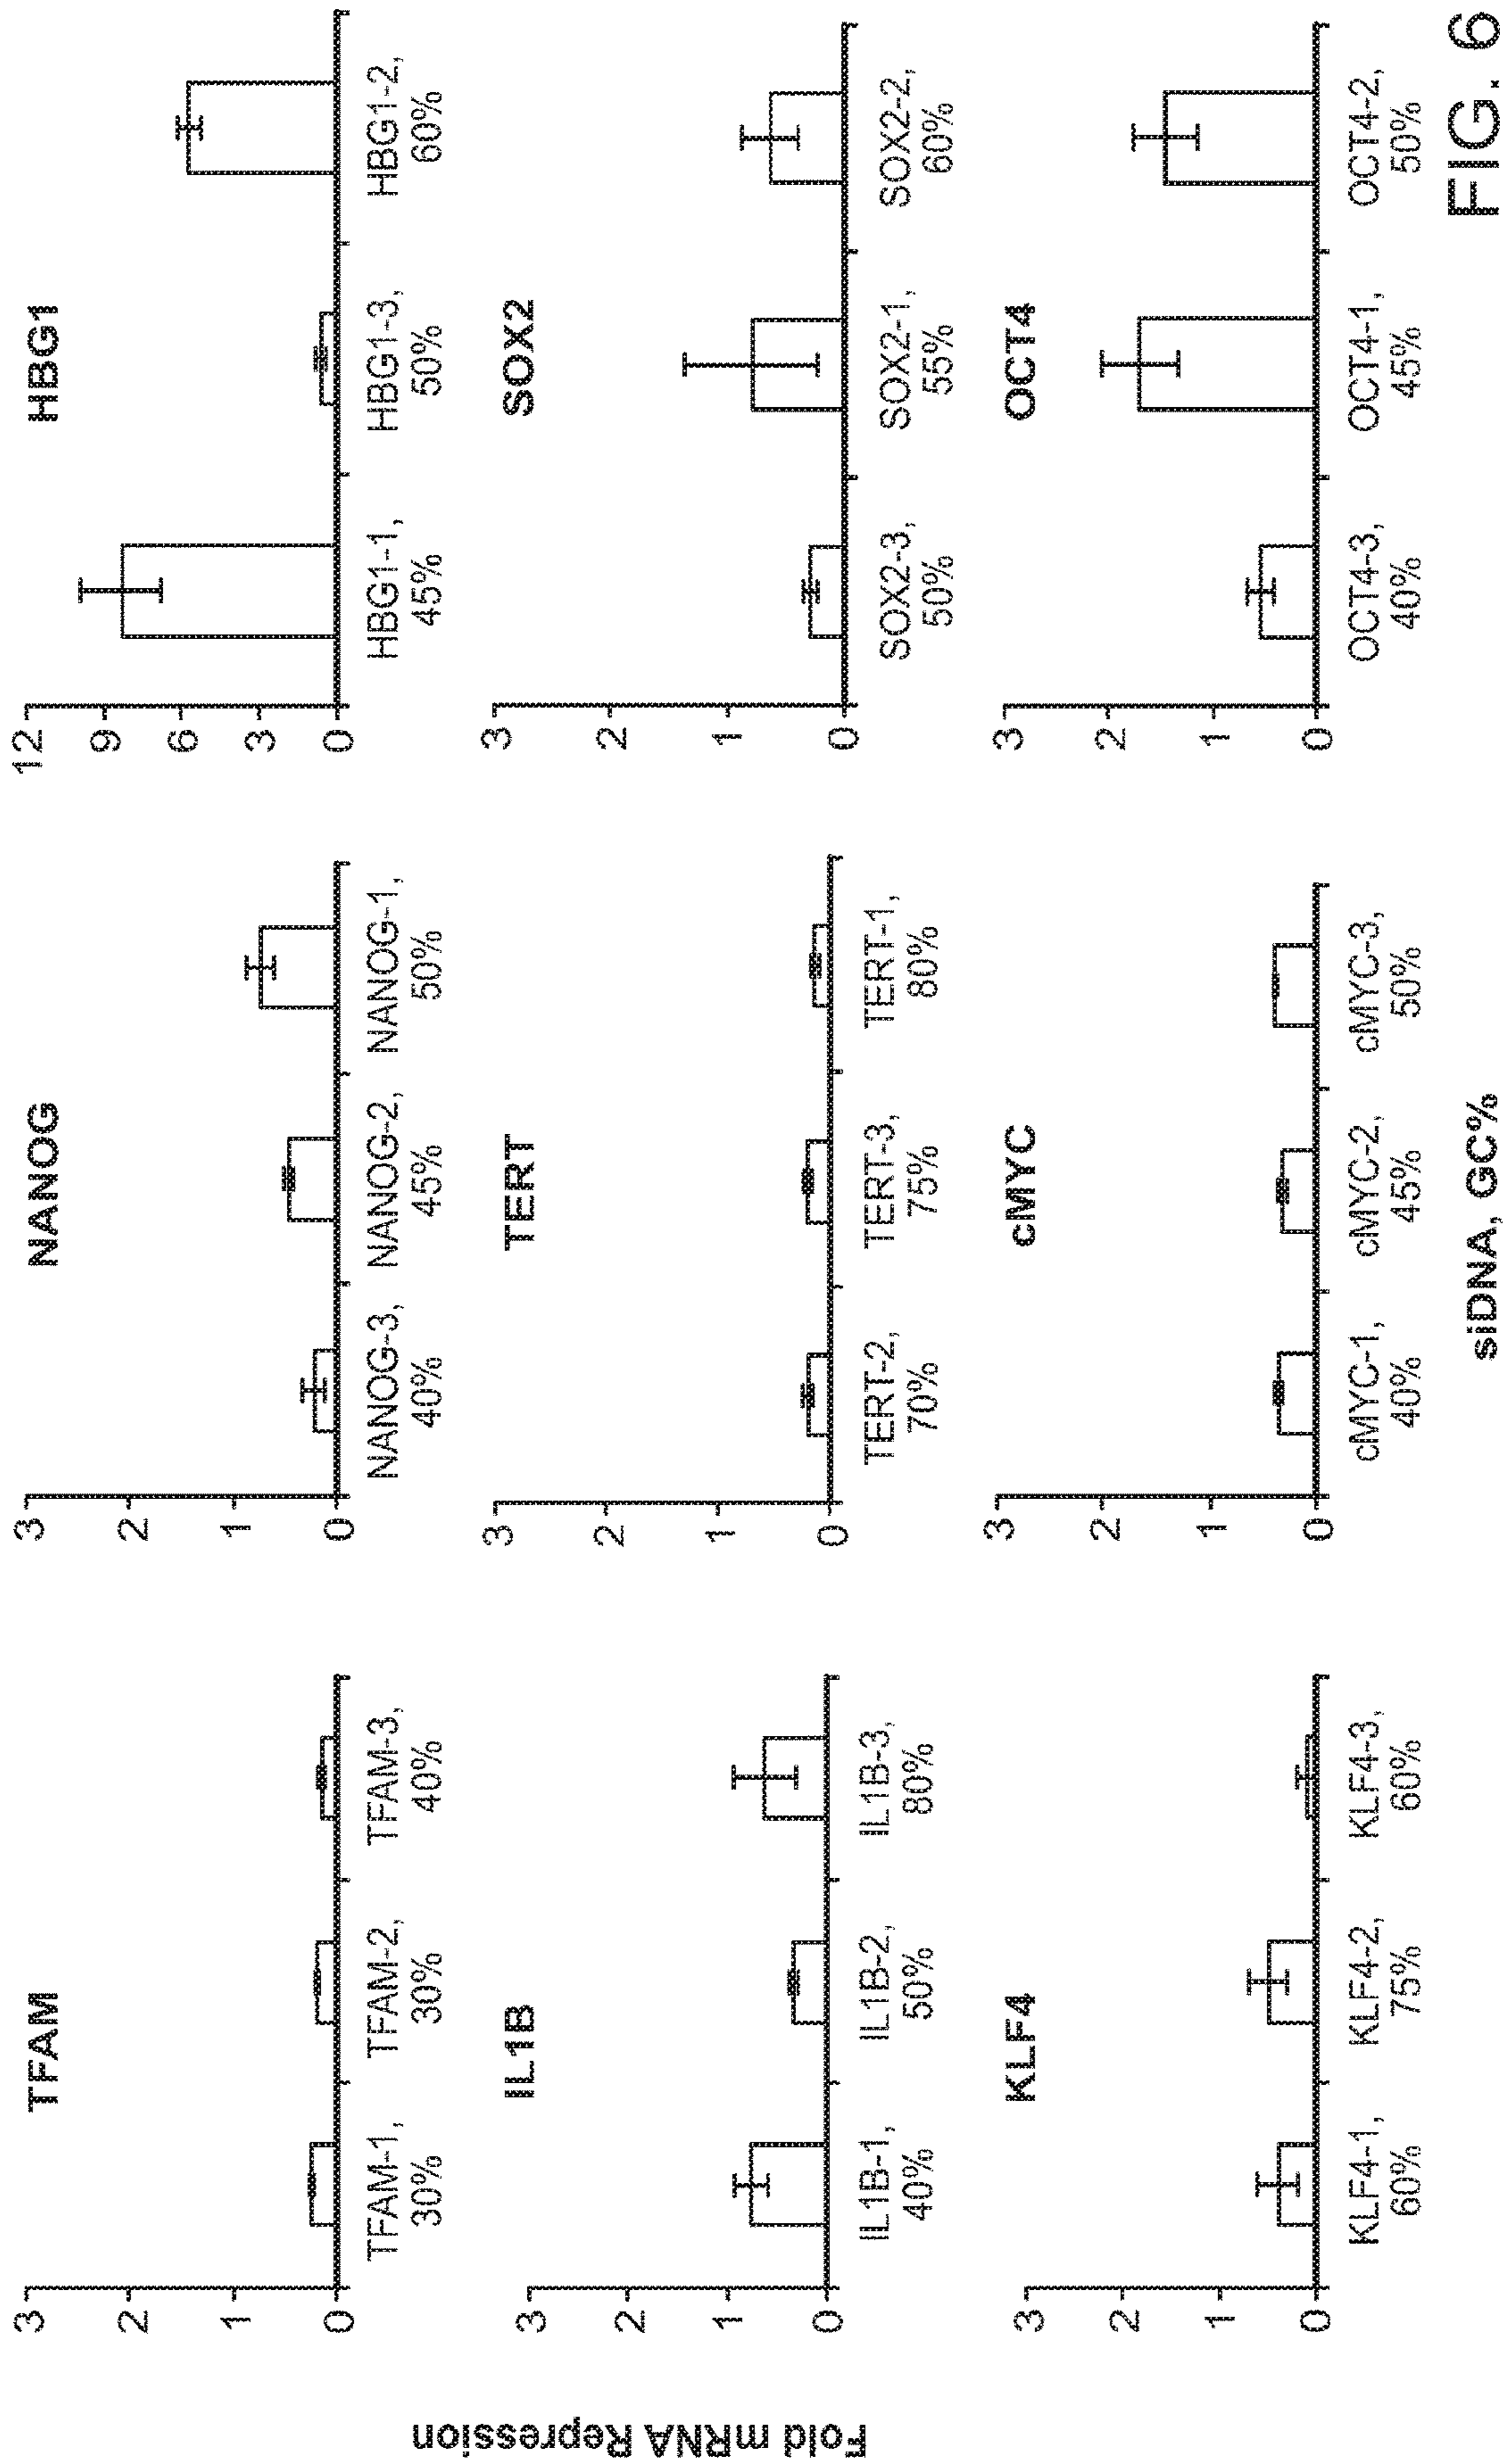 Fold mRNA Repression
TFAM
3
2
1
0
TFAM-1, TFAM-2, TFAM-3,
30% 30% 40%
NANOG
3
2
1
0
NANOG-3, NANOG-2, NANOG-1,
40% 45% 50%
HBG1
12
9
6
3
0
HBG1-1, HBG1-3, HBG1-2,
45% 50% 60%
IL1B
3
2
1
0
IL1B-1, IL1B-2, IL1B-3,
40% 50% 80%
TERT
3
2
1
0
TERT-2, TERT-3, TERT-1,
70% 75% 80%
SOX2
3
2
1
0
SOX2-3, SOX2-1, SOX2-2,
50% 55% 60%
KLF4
3
2
1
0
KLF4-1, KLF4-2, KLF4-3,
60% 75% 60%
cMYC
3
2
1
0
cMYC-1, cMYC-2, cMYC-3,
40% 45% 50%
OCT4
3
2
1
0
OCT4-3, OCT4-1, OCT4-2,
40% 45% 50%
siDNA, GC%
FIG. 6